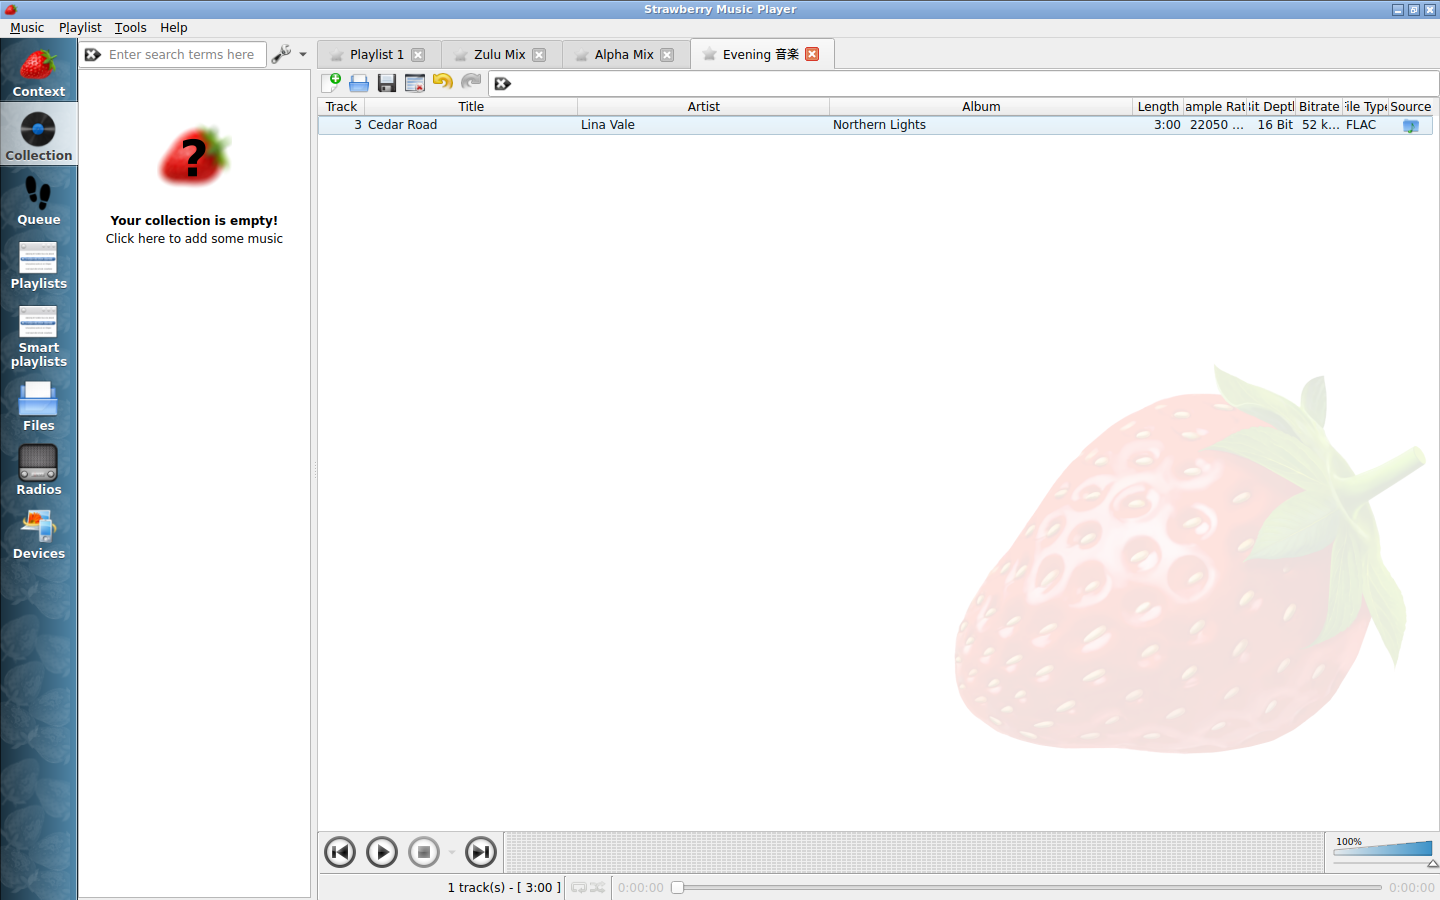 Strawberry Music Player
Music Playlist Tools Help
Context
Collection
Queue
Playlists
Smart
playlists
Files
Radios
Devices
Enter search terms here
?
Your collection is empty!
Click here to add some music
Playlist 1 Zulu Mix Alpha Mix Evening 音楽
Track Title Artist Album Length ample Rat it Dept Bitrate ile Type Source
3 Cedar Road Lina Vale Northern Lights 3:00 22050 ... 16 Bit 52 k... FLAC
100%
1 track(s) - [ 3:00 ] 0:00:00 0:00:00